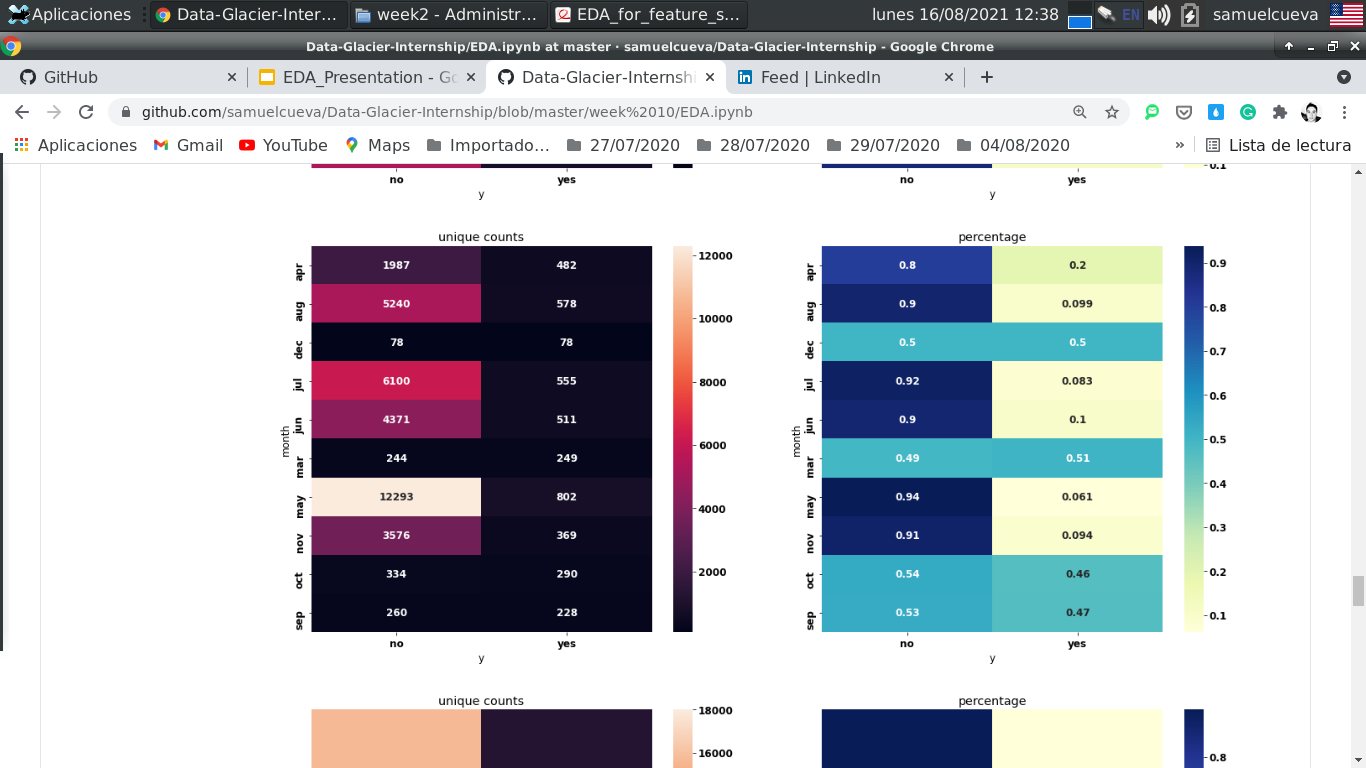 Aplicaciones Data-Glacier-Inter... week2 - Administr... EDA_for_feature_s... lunes 16/08/2021 12:38 EN samuelcueva
Data-Glacier-Internship/EDA.ipynb at master · samuelcueva/Data-Glacier-Internship - Google Chrome
GitHub EDA_Presentation - Go Data-Glacier-Internshi Feed | LinkedIn
github.com/samuelcueva/Data-Glacier-Internship/blob/master/week%2010/EDA.ipynb
Aplicaciones Gmail YouTube Maps Importado... 27/07/2020 28/07/2020 29/07/2020 04/08/2020 » Lista de lectura
0.1
no yes no yes
y y
unique counts percentage
apr 1987 482 12000 apr 0.8 0.2 0.9
aug 5240 578 10000 aug 0.9 0.099 0.8
dec 78 78 dec 0.5 0.5 0.7
jul 6100 555 8000 jul 0.92 0.083 0.6
jun 4371 511 jun 0.9 0.1
month month
mar 244 249 6000 mar 0.49 0.51 0.5
may 12293 802 4000 may 0.94 0.061 0.4
nov 3576 369 nov 0.91 0.094 0.3
oct 334 290 2000 oct 0.54 0.46 0.2
sep 260 228 sep 0.53 0.47 0.1
no yes no yes
y y
unique counts percentage
18000
16000 0.8